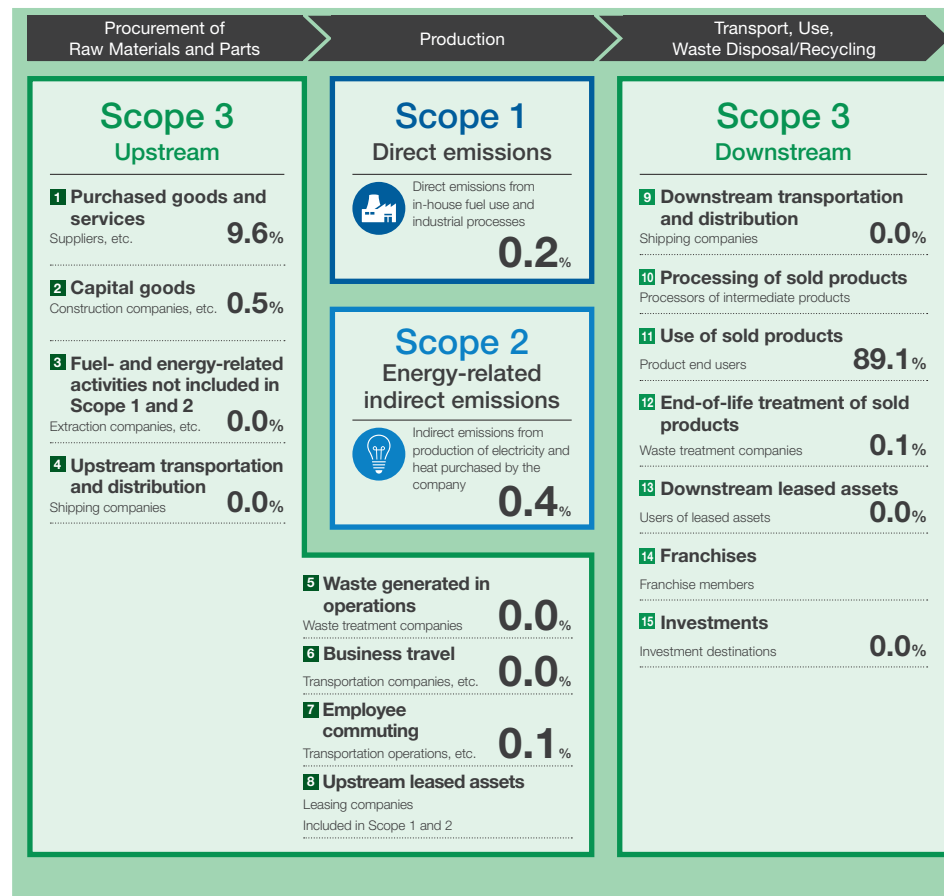 Procurement of
Raw Materials and Parts
Production
Transport, Use,
Waste Disposal/Recycling
Scope 3
Upstream
1 Purchased goods and
services
Suppliers, etc. 9.6%
2 Capital goods
Construction companies, etc. 0.5%
3 Fuel- and energy-related
activities not included in
Scope 1 and 2
Extraction companies, etc. 0.0%
4 Upstream transportation
and distribution
Shipping companies 0.0%
Scope 1
Direct emissions
Direct emissions from
in-house fuel use and
industrial processes
0.2%
Scope 2
Energy-related
indirect emissions
Indirect emissions from
production of electricity and
heat purchased by the
company
0.4%
5 Waste generated in
operations
Waste treatment companies 0.0%
6 Business travel
Transportation companies, etc. 0.0%
7 Employee
commuting
Transportation operations, etc. 0.1%
8 Upstream leased assets
Leasing companies
Included in Scope 1 and 2
Scope 3
Downstream
9 Downstream transportation
and distribution
Shipping companies 0.0%
10 Processing of sold products
Processors of intermediate products
11 Use of sold products
Product end users 89.1%
12 End-of-life treatment of sold
products
Waste treatment companies 0.1%
13 Downstream leased assets
Users of leased assets 0.0%
14 Franchises
Franchise members
15 Investments
Investment destinations 0.0%